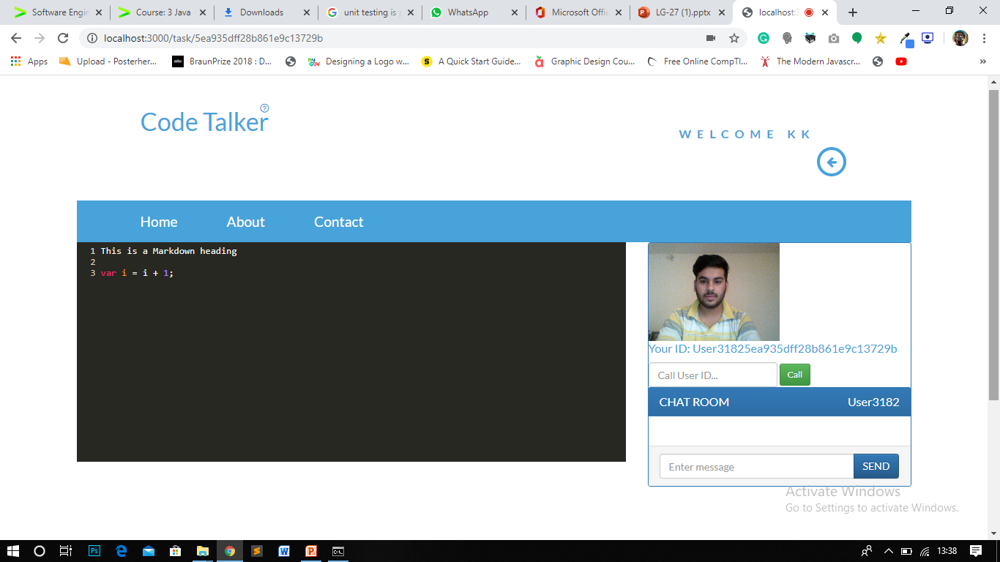 Software Engin
Course: 3 Java
Downloads
unit testing is p
WhatsApp
Microsoft Offic
LG-27 (1).pptx
localhost:3
localhost:3000/task/5ea935dff28b861e9c13729b
Apps
Upload - Posterher...
BraunPrize 2018 : D...
Designing a Logo w...
A Quick Start Guide...
Graphic Design Cou...
Free Online CompTI...
The Modern Javascr...
Code Talker
WELCOME KK
Home
About
Contact
1 This is a Markdown heading
2
3 var i = i + 1;
Your ID: User31825ea935dff28b861e9c13729b
Call User ID...
Call
CHAT ROOM
User3182
Enter message
SEND
Activate Windows
Go to Settings to activate Windows.
13:38